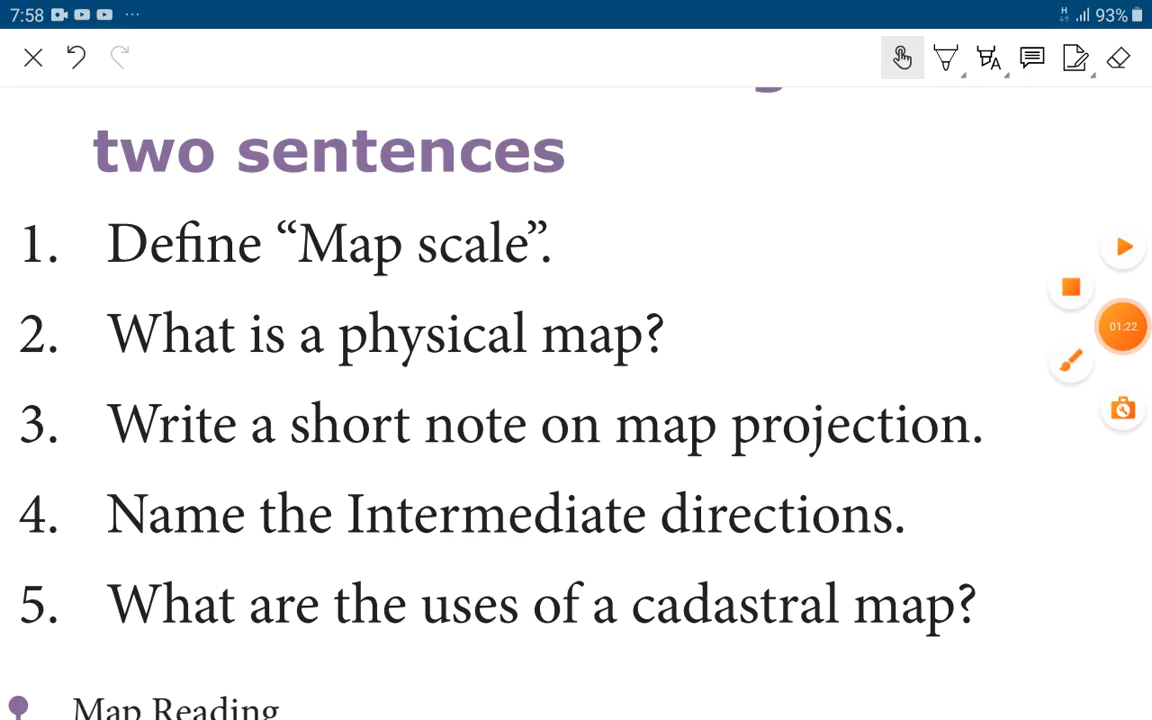 7:58
93%
two sentences
1. Define “Map scale”.
2. What is a physical map?
01:22
3. Write a short note on map projection.
4. Name the Intermediate directions.
5. What are the uses of a cadastral map?
Map Reading